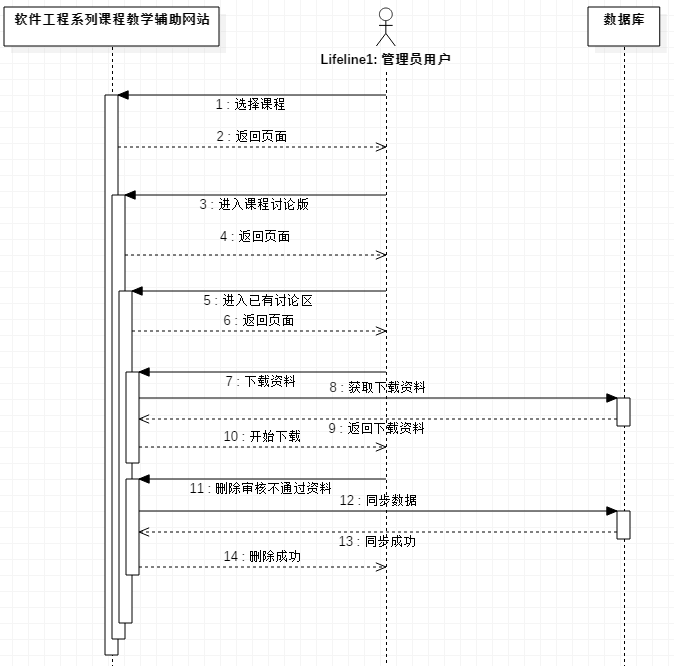 软件工程系列课程教学辅助网站
Lifeline1: 管理员用户
数据库
1 : 选择课程
2 : 返回页面
3 : 进入课程讨论版
4 : 返回页面
5 : 进入已有讨论区
6 : 返回页面
7 : 下载资料
8 : 获取下载资料
9 : 返回下载资料
10 : 开始下载
11 : 删除审核不通过资料
12 : 同步数据
13 : 同步成功
14 : 删除成功